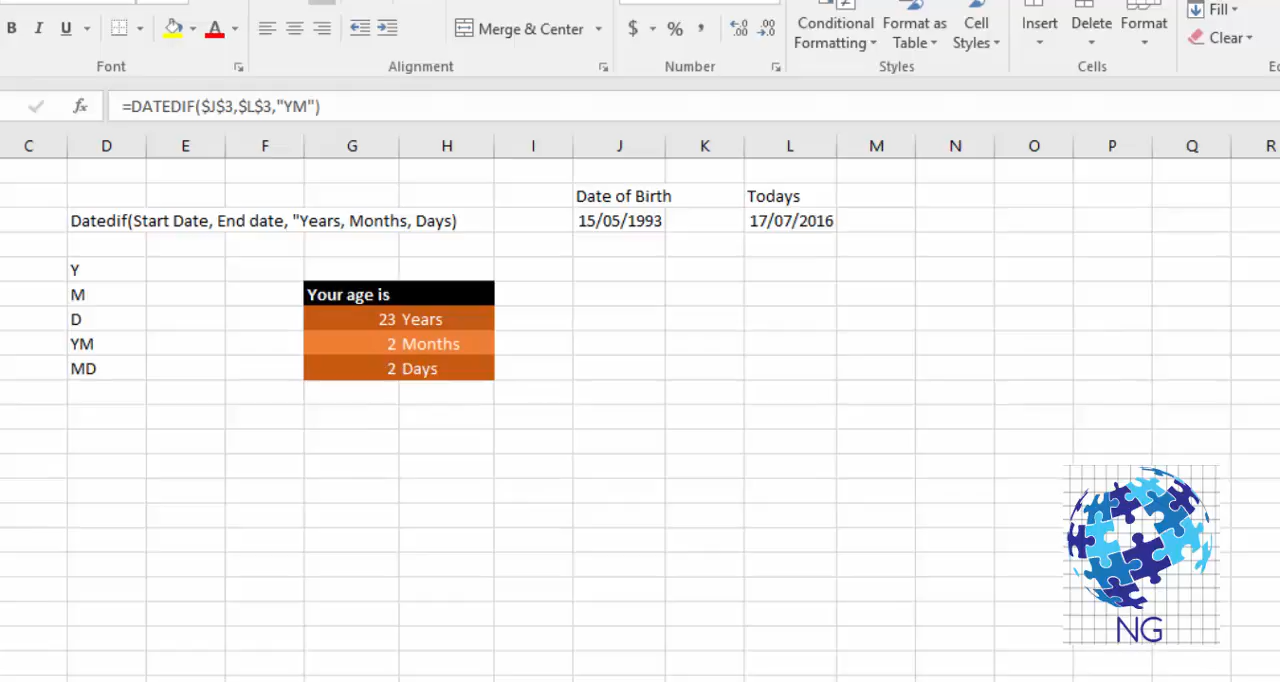 B I U Merge & Center $ % , Conditional Formatting Format as Table Cell Styles Insert Delete Format Fill Clear
Font Alignment Number Styles Cells
fx =DATEDIF($J$3,$L$3,"YM")
C D E F G H I J K L M N O P Q R
Date of Birth Todays
Datedif(Start Date, End date, "Years, Months, Days) 15/05/1993 17/07/2016
Y
M Your age is
D 23 Years
YM 2 Months
MD 2 Days
NG